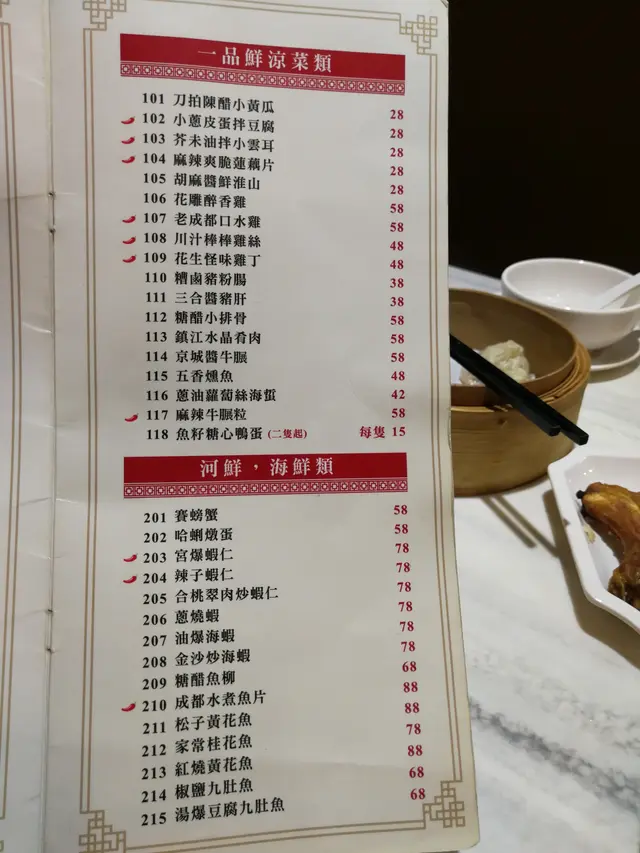 一品鮮涼菜類
101 刀拍陳醋小黃瓜 28
102 小蔥皮蛋拌豆腐 28
103 芥末油拌小雲耳 28
104 麻辣爽脆蓮藕片 28
105 胡麻醬鮮淮山 28
106 花雕醉香雞 58
107 老成都口水雞 58
108 川汁棒棒雞絲 48
109 花生怪味雞丁 48
110 糟鹵豬粉腸 38
111 三合醬豬肝 38
112 糖醋小排骨 58
113 鎮江水晶肴肉 58
114 京城醬牛𦟌 58
115 五香燻魚 48
116 蔥油蘿蔔絲海蜇 42
117 麻辣牛𦟌粒 58
118 魚籽糖心鴨蛋 (二隻起) 每隻 15
河鮮，海鮮類
201 賽螃蟹 58
202 哈蜊燉蛋 58
203 宮爆蝦仁 78
204 辣子蝦仁 78
205 合桃翠肉炒蝦仁 78
206 蔥燒蝦 78
207 油爆海蝦 78
208 金沙炒海蝦 78
209 糖醋魚柳 68
210 成都水煮魚片 88
211 松子黃花魚 88
212 家常桂花魚 78
213 紅燒黃花魚 88
214 椒鹽九肚魚 68
215 湯爆豆腐九肚魚 68